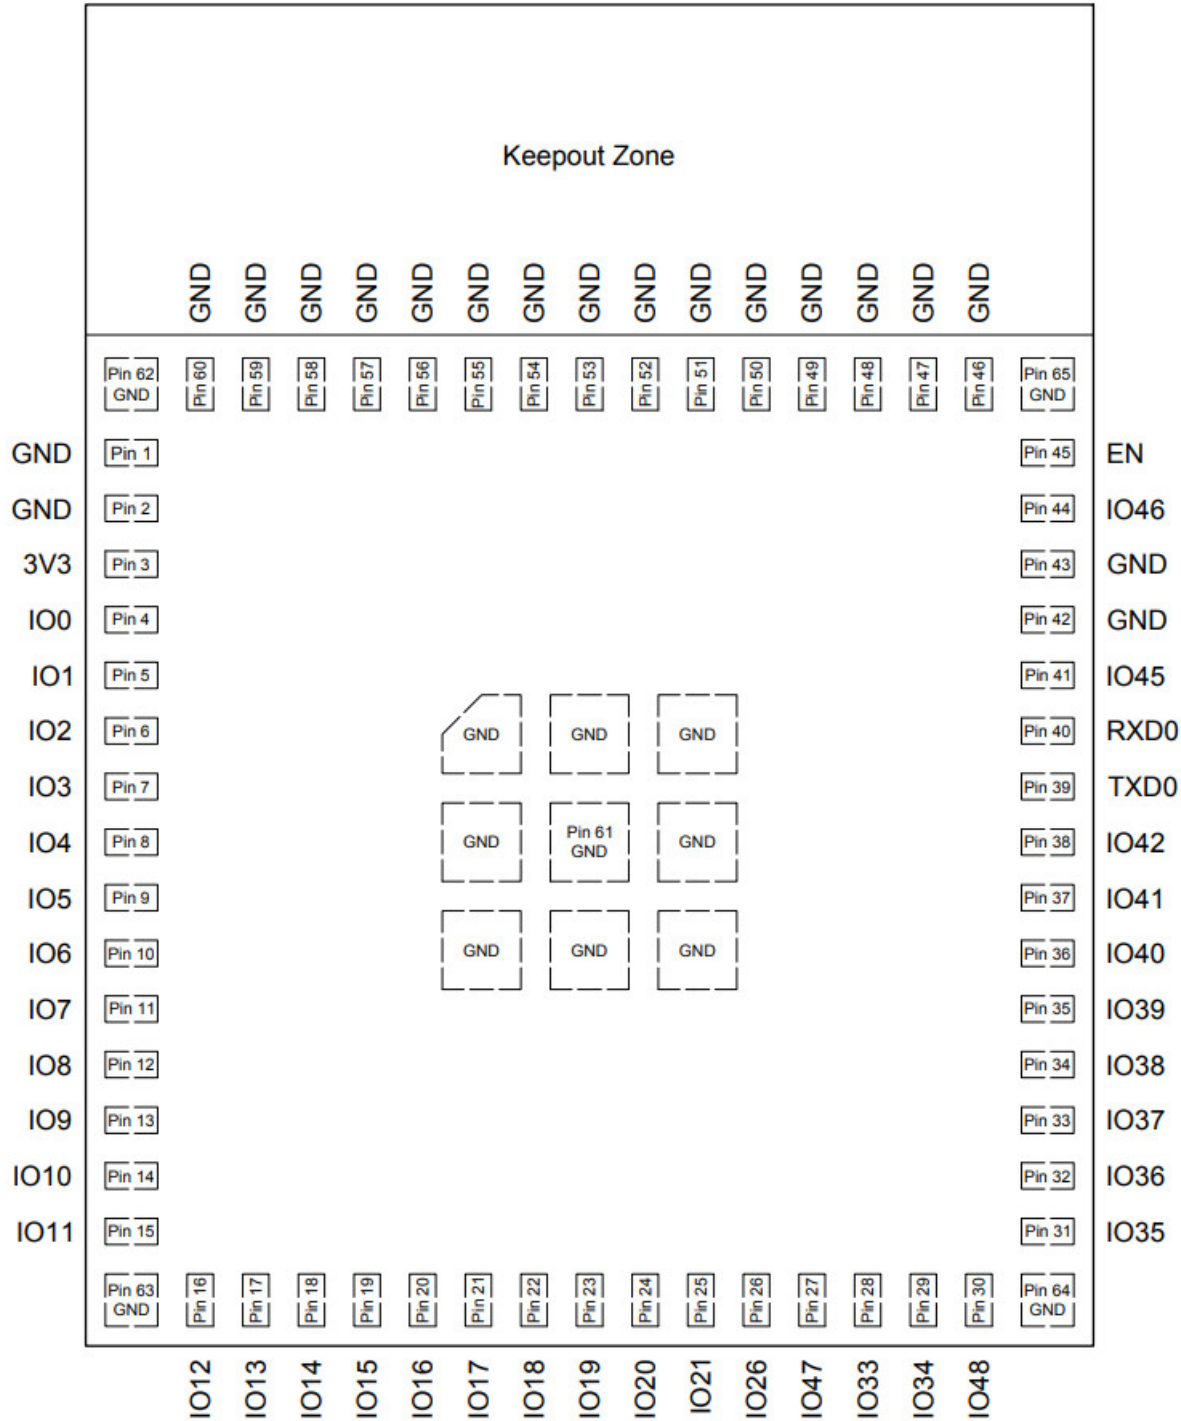 Keepout Zone
GND GND GND GND GND GND GND GND GND GND GND GND GND GND GND
Pin 62 GND Pin 60 Pin 59 Pin 58 Pin 57 Pin 56 Pin 55 Pin 54 Pin 53 Pin 52 Pin 51 Pin 50 Pin 49 Pin 48 Pin 47 Pin 46 Pin 65 GND
GND Pin 1 Pin 45 EN
GND Pin 2 Pin 44 IO46
3V3 Pin 3 Pin 43 GND
IO0 Pin 4 Pin 42 GND
IO1 Pin 5 Pin 41 IO45
IO2 Pin 6 GND GND GND Pin 40 RXD0
IO3 Pin 7 Pin 39 TXD0
IO4 Pin 8 GND Pin 61 GND GND Pin 38 IO42
IO5 Pin 9 Pin 37 IO41
IO6 Pin 10 GND GND GND Pin 36 IO40
IO7 Pin 11 Pin 35 IO39
IO8 Pin 12 Pin 34 IO38
IO9 Pin 13 Pin 33 IO37
IO10 Pin 14 Pin 32 IO36
IO11 Pin 15 Pin 31 IO35
Pin 63 GND Pin 16 Pin 17 Pin 18 Pin 19 Pin 20 Pin 21 Pin 22 Pin 23 Pin 24 Pin 25 Pin 26 Pin 27 Pin 28 Pin 29 Pin 30 Pin 64 GND
IO12 IO13 IO14 IO15 IO16 IO17 IO18 IO19 IO20 IO21 IO26 IO47 IO33 IO34 IO48